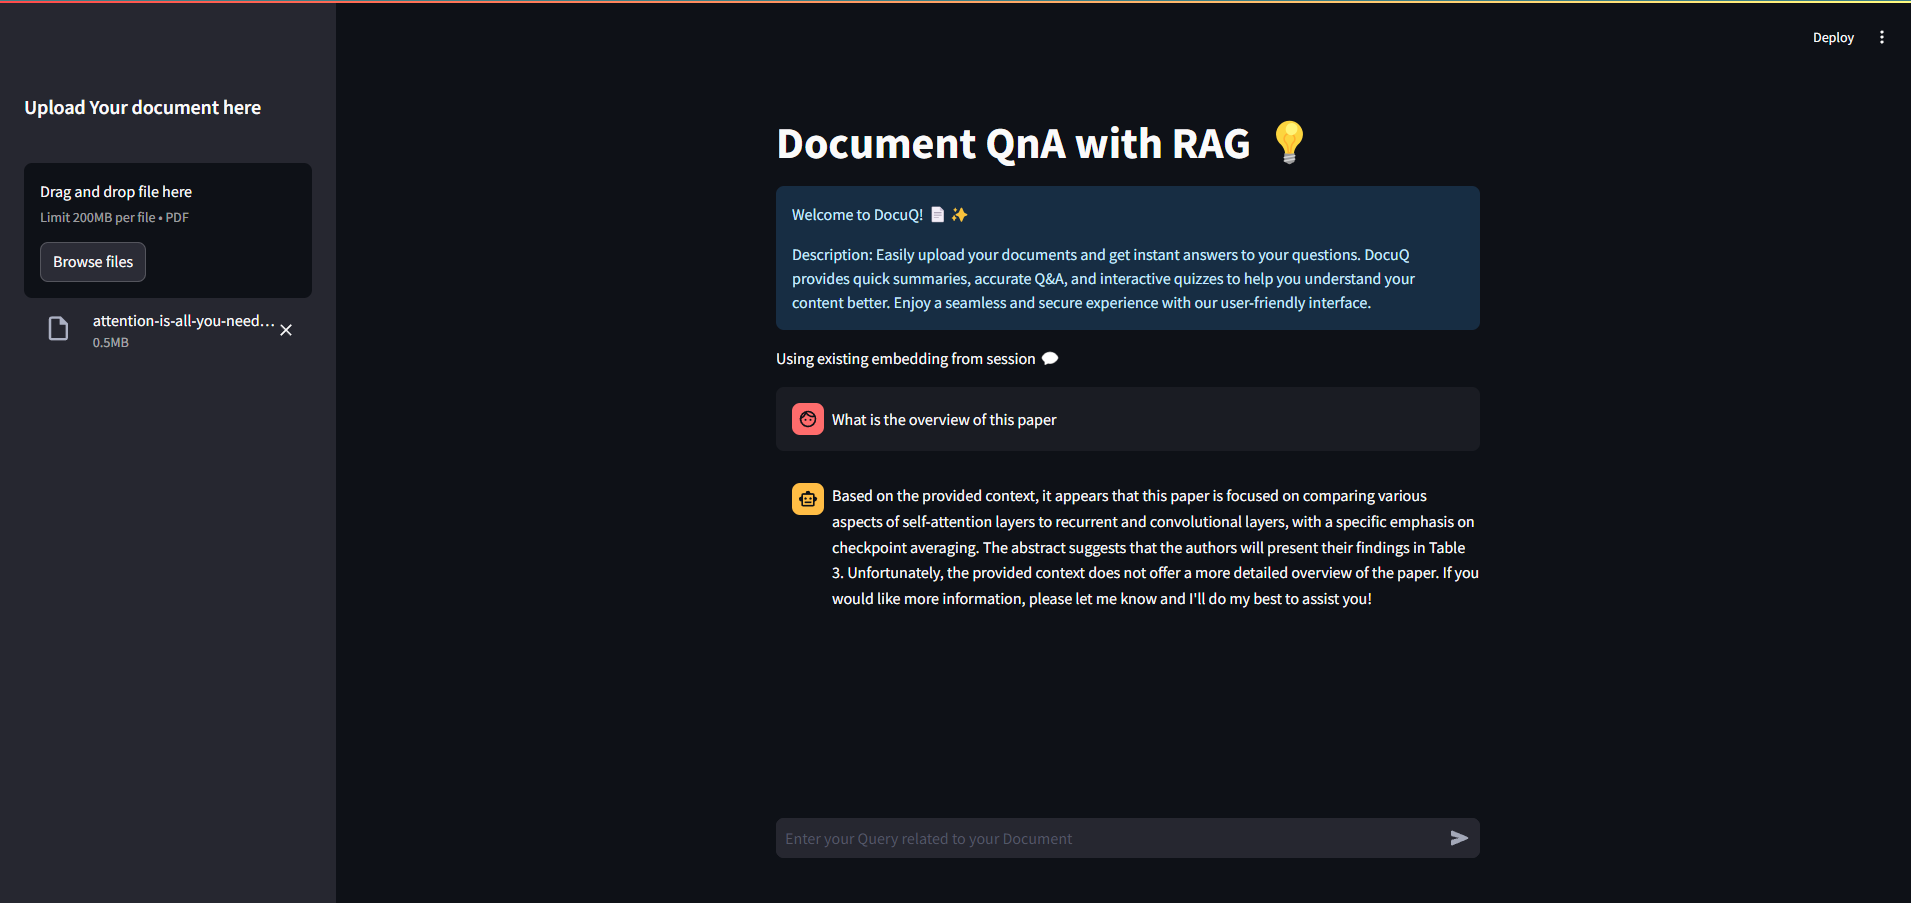 Deploy
Upload Your document here
Drag and drop file here
Limit 200MB per file • PDF
Browse files
attention-is-all-you-need...
0.5MB
Document QnA with RAG 💡
Welcome to DocuQ! 📄 ✨
Description: Easily upload your documents and get instant answers to your questions. DocuQ
provides quick summaries, accurate Q&A, and interactive quizzes to help you understand your
content better. Enjoy a seamless and secure experience with our user-friendly interface.
Using existing embedding from session 💬
What is the overview of this paper
Based on the provided context, it appears that this paper is focused on comparing various
aspects of self-attention layers to recurrent and convolutional layers, with a specific emphasis on
checkpoint averaging. The abstract suggests that the authors will present their findings in Table
3. Unfortunately, the provided context does not offer a more detailed overview of the paper. If you
would like more information, please let me know and I'll do my best to assist you!
Enter your Query related to your Document